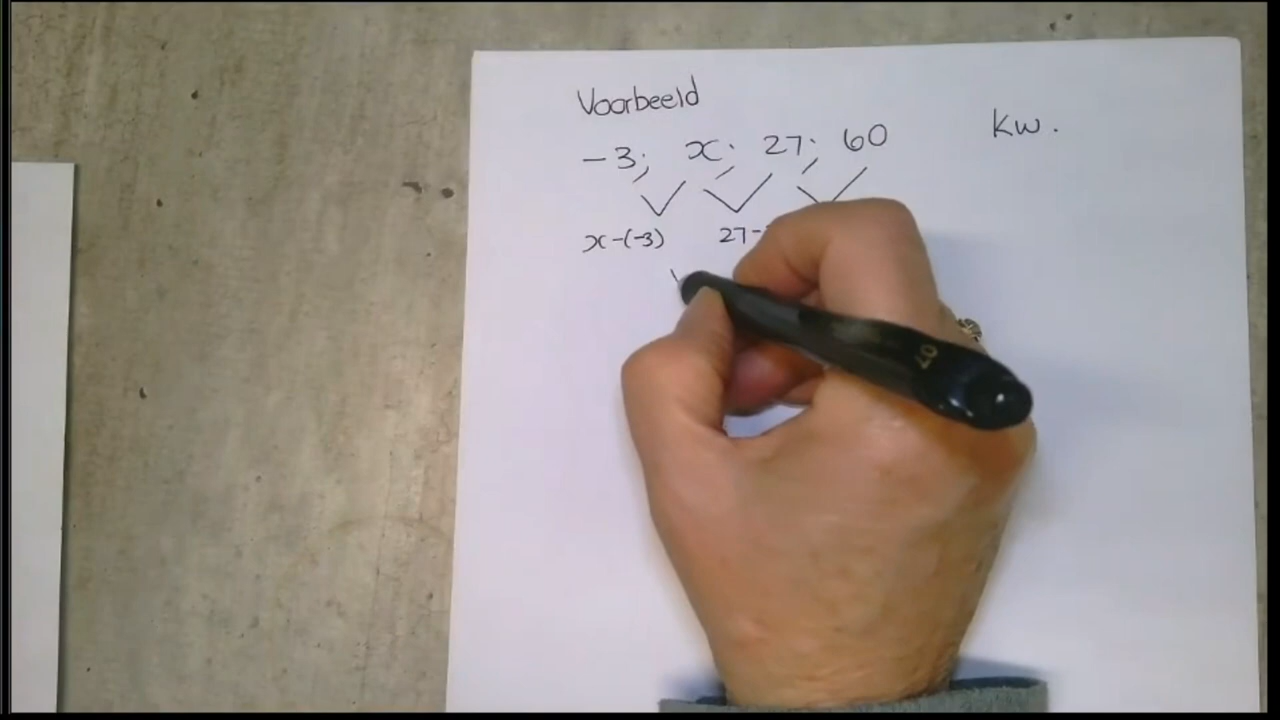 Voorbeeld
-3; x; 27; 60
Kw.
x-(-3) 27-